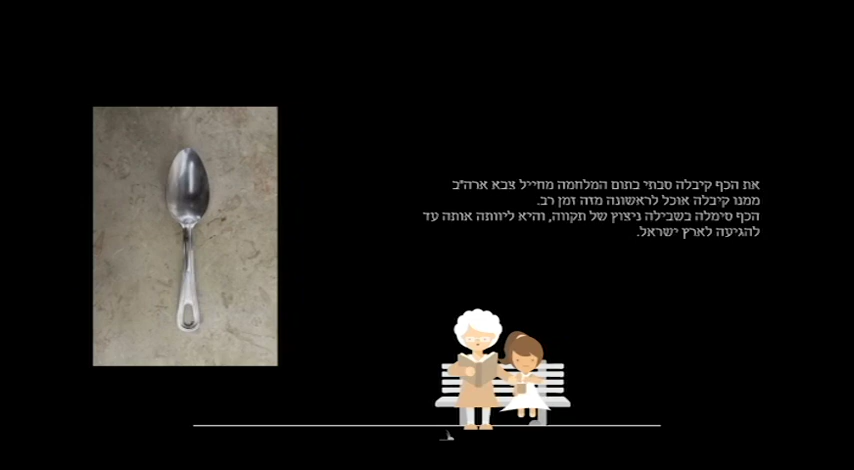 את הכף קיבלה סבתי בתום המלחמה מחייל צבא ארה"ב
ממנו קיבלה אוכל לראשונה מזה זמן רב.
הכף סימלה בשבילה ניצוץ של תקווה, והיא ליוותה אותה עד
להגיעה לארץ ישראל.